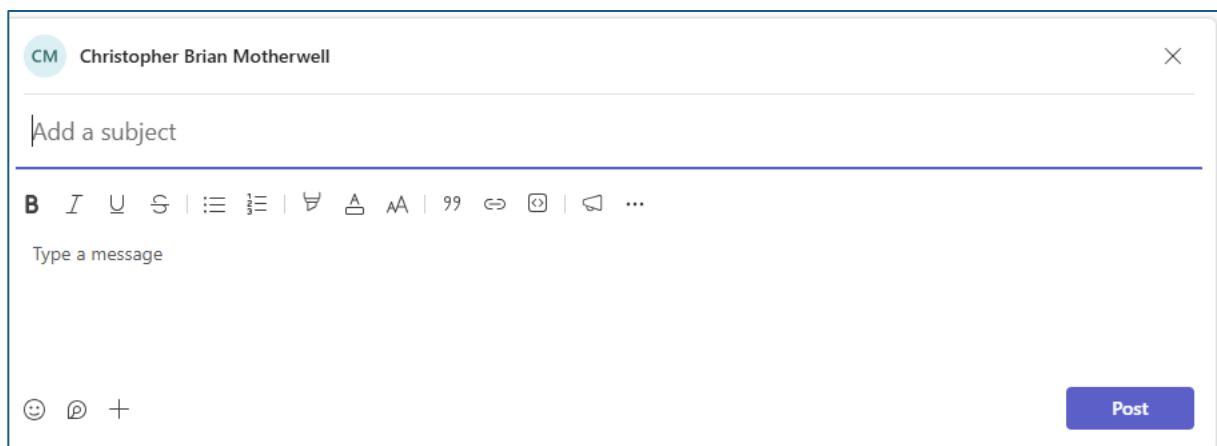 CM Christopher Brian Motherwell
Add a subject
Type a message
Post